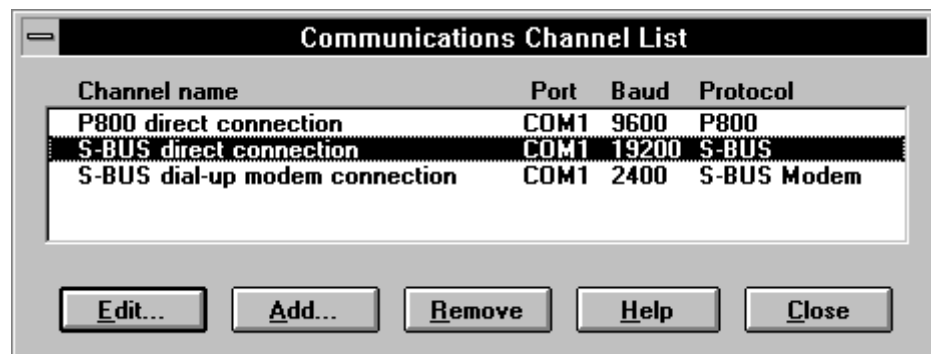 Communications Channel List
Channel name Port Baud Protocol
P800 direct connection COM1 9600 P800
S-BUS direct connection COM1 19200 S-BUS
S-BUS dial-up modem connection COM1 2400 S-BUS Modem
Edit... Add... Remove Help Close